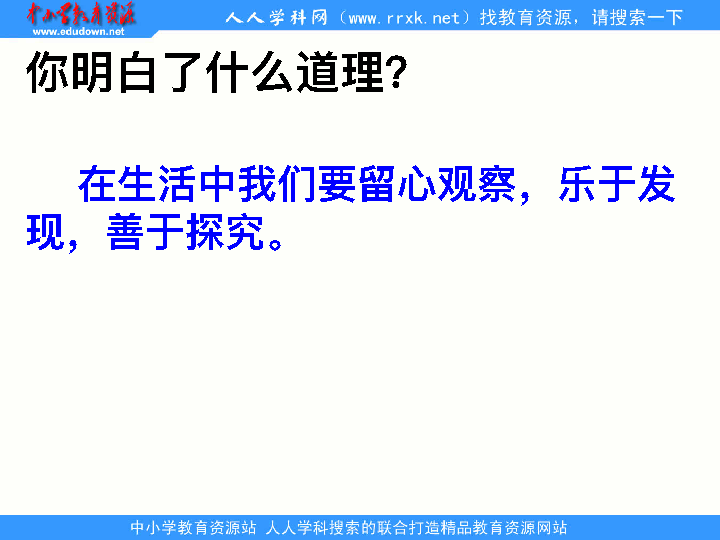 中小学教育资源
www.edudown.net
人人学科网（www.rrxk.net）找教育资源，请搜索一下
你明白了什么道理?
在生活中我们要留心观察，乐于发
现，善于探究。
中小学教育资源站 人人学科搜索的联合打造精品教育资源网站